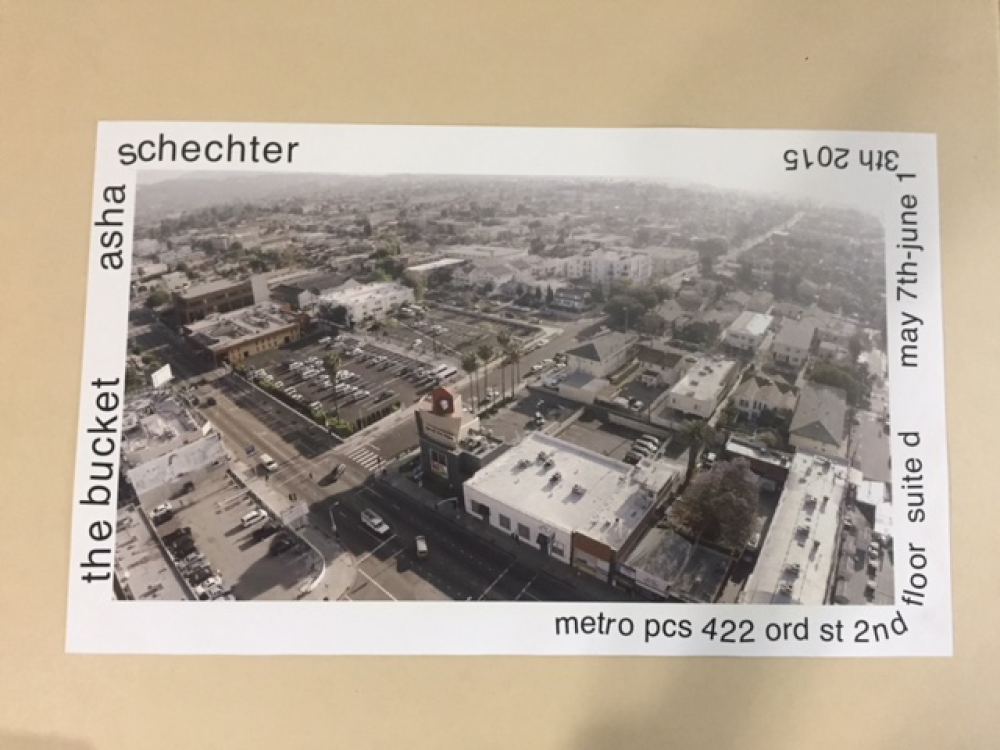 the bucket asha schechter
metro pcs 422 ord st 2nd floor suite d may 7th-june 13th 2015